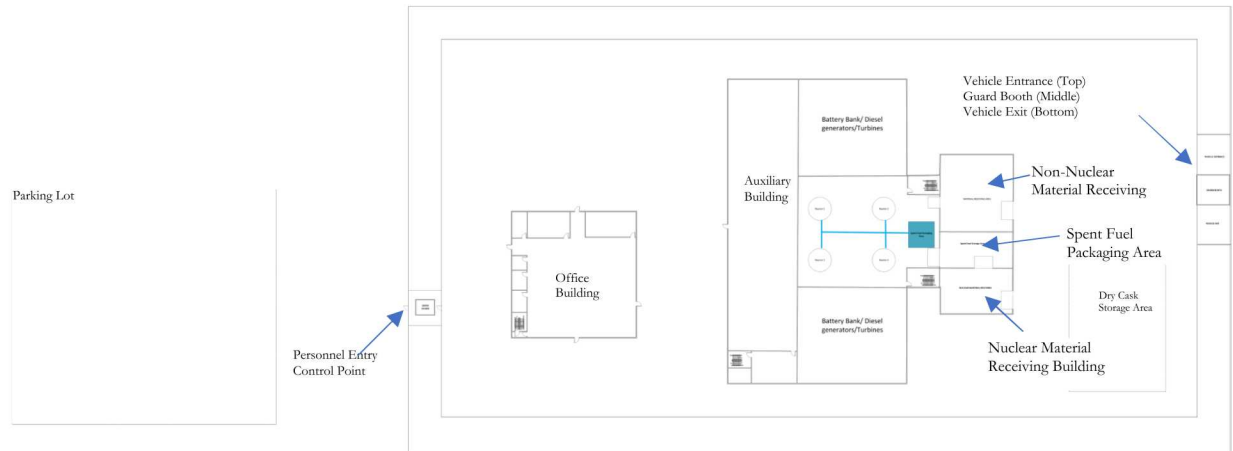 Vehicle Entrance (Top)
Guard Booth (Middle)
Vehicle Exit (Bottom)
Battery Bank/ Diesel
generators/Turbines
Non-Nuclear
Material Receiving
Auxiliary
Building
Parking Lot
Spent Fuel
Packaging Area
Office
Building
Dry Cask
Storage Area
Battery Bank/ Diesel
generators/Turbines
Nuclear Material
Receiving Building
Personnel Entry
Control Point